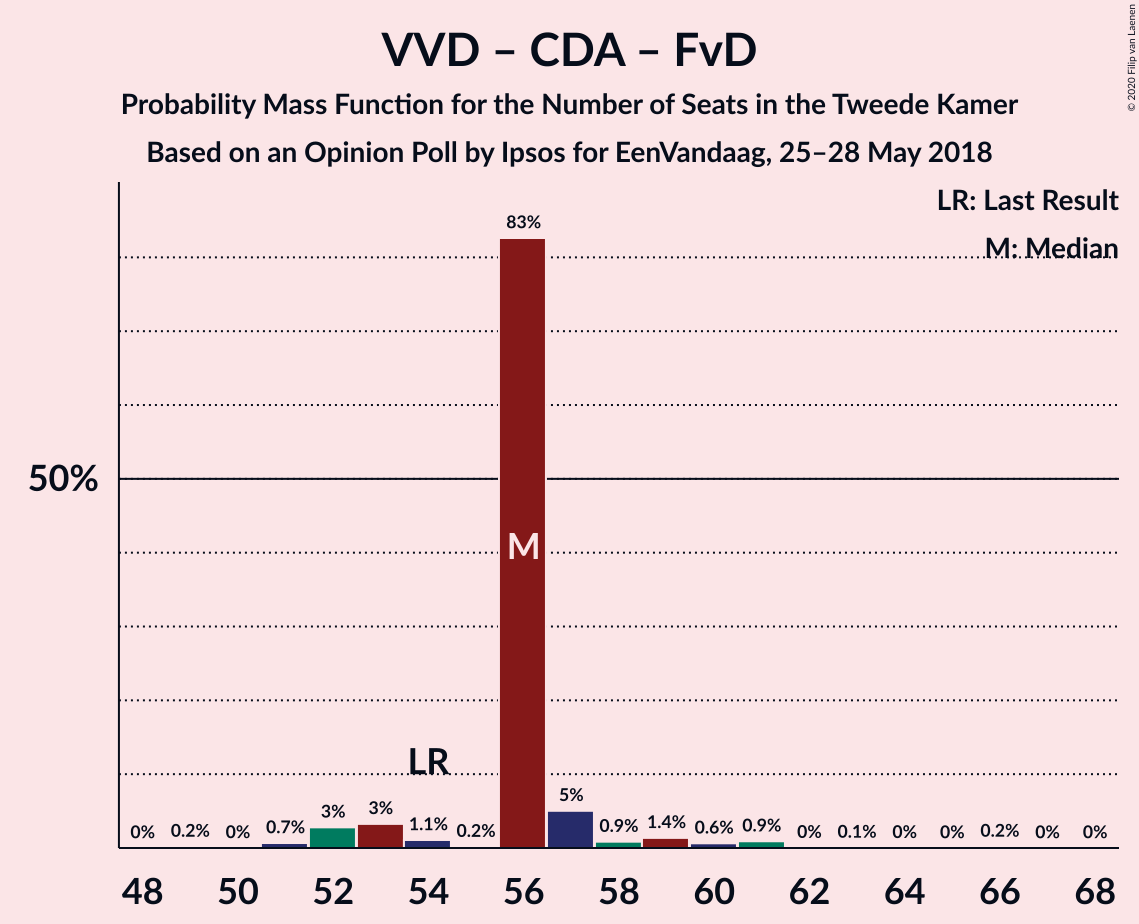 VVD – CDA – FvD
Probability Mass Function for the Number of Seats in the Tweede Kamer
Based on an Opinion Poll by Ipsos for EenVandaag, 25–28 May 2018
© 2020 Filip van Laenen
LR: Last Result
M: Median
83%
50%
M
LR
0% 0.2% 0% 0.7% 3% 3% 1.1% 0.2% 5% 0.9% 1.4% 0.6% 0.9% 0% 0.1% 0% 0% 0.2% 0% 0%
48 50 52 54 56 58 60 62 64 66 68